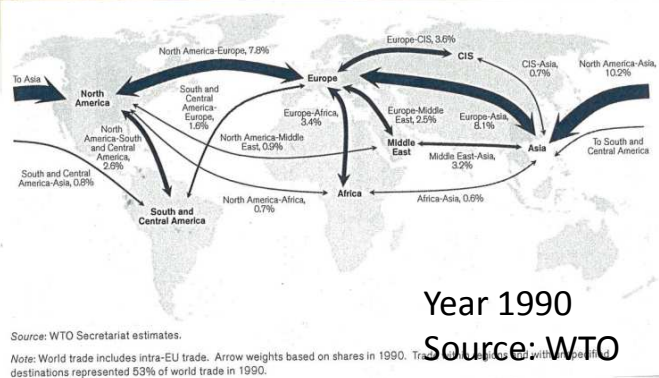 Europe-CIS, 3.6%
North America-Europe, 7.8%
CIS
CIS-Asia,
0.7%
North America-Asia,
10.2%
To Asia
North
America
South and
Central
America-
Europe,
1.6%
Europe
Europe-Africa,
3.4%
Europe-Middle
East, 2.5%
Europe-Asia,
8.1%
North
America-South
and Central
America,
2.6%
North America-Middle
East, 0.9%
Middle
East
Middle East-Asia,
3.2%
Asia
To South and
Central America
South and Central
America-Asia, 0.8%
South and
Central America
North America-Africa,
0.7%
Africa
Africa-Asia, 0.6%
Year 1990
Source: WTO
Source: WTO Secretariat estimates.
Note: World trade includes intra-EU trade. Arrow weights based on shares in 1990. Trade within regions and with unspecified
destinations represented 53% of world trade in 1990.